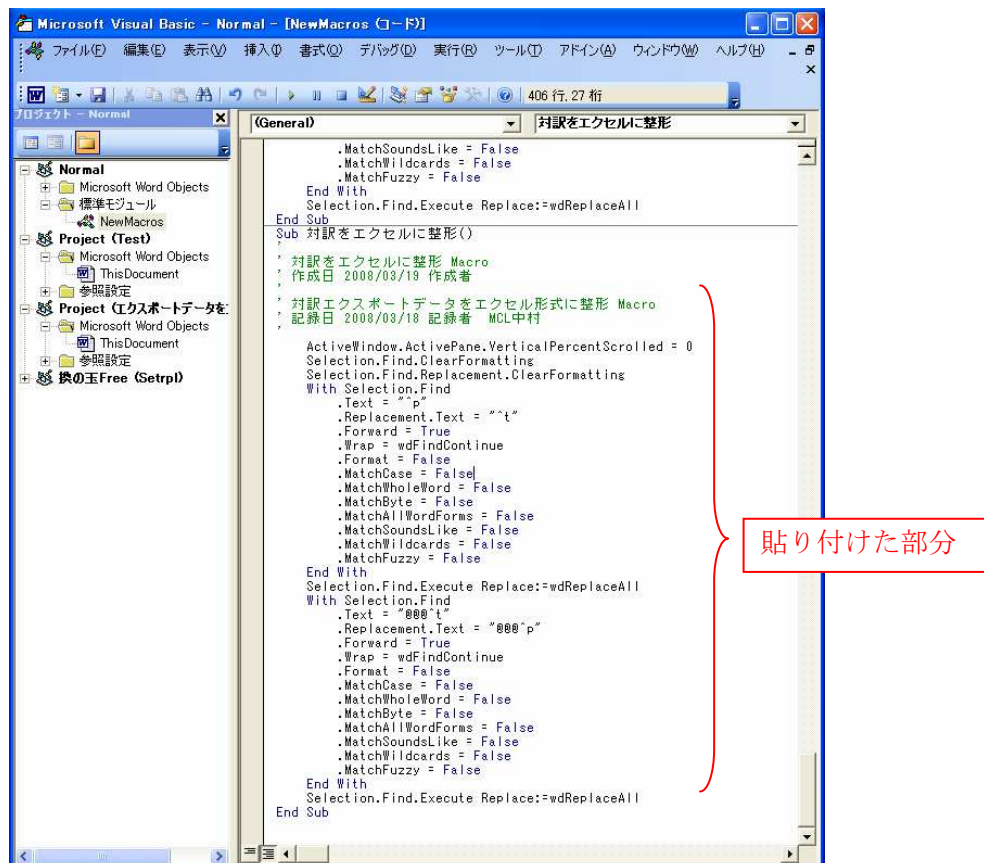 Microsoft Visual Basic - Normal - [NewMacros (コード)]
ファイル(F) 編集(E) 表示(V) 挿入(I) 書式(O) デバッグ(D) 実行(R) ツール(T) アドイン(A) ウィンドウ(W) ヘルプ(H)
406 行, 27 桁
プロジェクト - Normal
Normal
Microsoft Word Objects
標準モジュール
NewMacros
Project (Test)
Microsoft Word Objects
ThisDocument
参照設定
Project (エクスポートデータを
Microsoft Word Objects
ThisDocument
参照設定
換の玉Free (Setrpl)
(General)
対訳をエクセルに整形
.MatchSoundsLike = False
.MatchWildcards = False
.MatchFuzzy = False
End With
Selection.Find.Execute Replace:=wdReplaceAll
End Sub
Sub 対訳をエクセルに整形()
'
' 対訳をエクセルに整形 Macro
' 作成日 2008/03/19 作成者
'
' 対訳エクスポートデータをエクセル形式に整形 Macro
' 記録日 2008/03/18 記録者 MCL中村
'
ActiveWindow.ActivePane.VerticalPercentScrolled = 0
Selection.Find.ClearFormatting
Selection.Find.Replacement.ClearFormatting
With Selection.Find
.Text = "^p"
.Replacement.Text = "^t"
.Forward = True
.Wrap = wdFindContinue
.Format = False
.MatchCase = False
.MatchWholeWord = False
.MatchByte = False
.MatchAllWordForms = False
.MatchSoundsLike = False
.MatchWildcards = False
.MatchFuzzy = False
End With
Selection.Find.Execute Replace:=wdReplaceAll
With Selection.Find
.Text = "@@@^t"
.Replacement.Text = "@@@^p"
.Forward = True
.Wrap = wdFindContinue
.Format = False
.MatchCase = False
.MatchWholeWord = False
.MatchByte = False
.MatchAllWordForms = False
.MatchSoundsLike = False
.MatchWildcards = False
.MatchFuzzy = False
End With
Selection.Find.Execute Replace:=wdReplaceAll
End Sub
貼り付けた部分